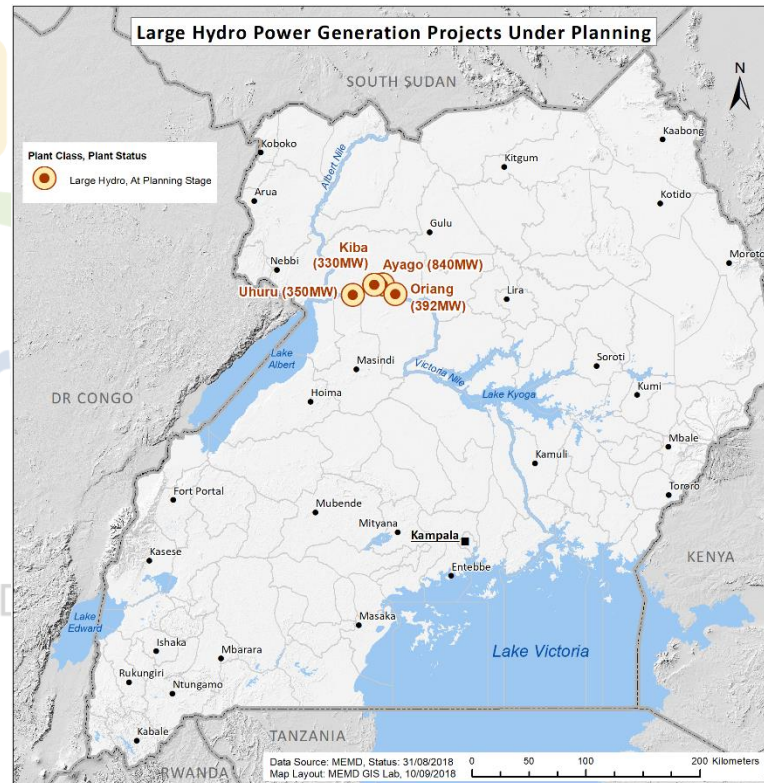 Large Hydro Power Generation Projects Under Planning
SOUTH SUDAN
N
Plant Class, Plant Status
Large Hydro, At Planning Stage
Koboko
Kaabong
Albert Nile
Kitgum
Arua
Kotido
Gulu
Moroto
Nebbi
Kiba
(330MW)
Ayago (840MW)
Uhuru (350MW)
Oriang
(392MW)
Lira
Lake
Albert
Masindi
Victoria Nile
Soroti
DR CONGO
Hoima
Lake Kyoga
Kumi
Mbale
Kamuli
Tororo
Fort Portal
Mubende
Mityana
Kampala
KENYA
Kasese
Entebbe
Lake
Edward
Masaka
Ishaka
Mbarara
Lake Victoria
Rukungiri
Ntungamo
Kabale
TANZANIA
RWANDA
Data Source: MEMD, Status: 31/08/2018
Map Layout: MEMD GIS Lab, 10/09/2018
0 50 100 200 Kilometers